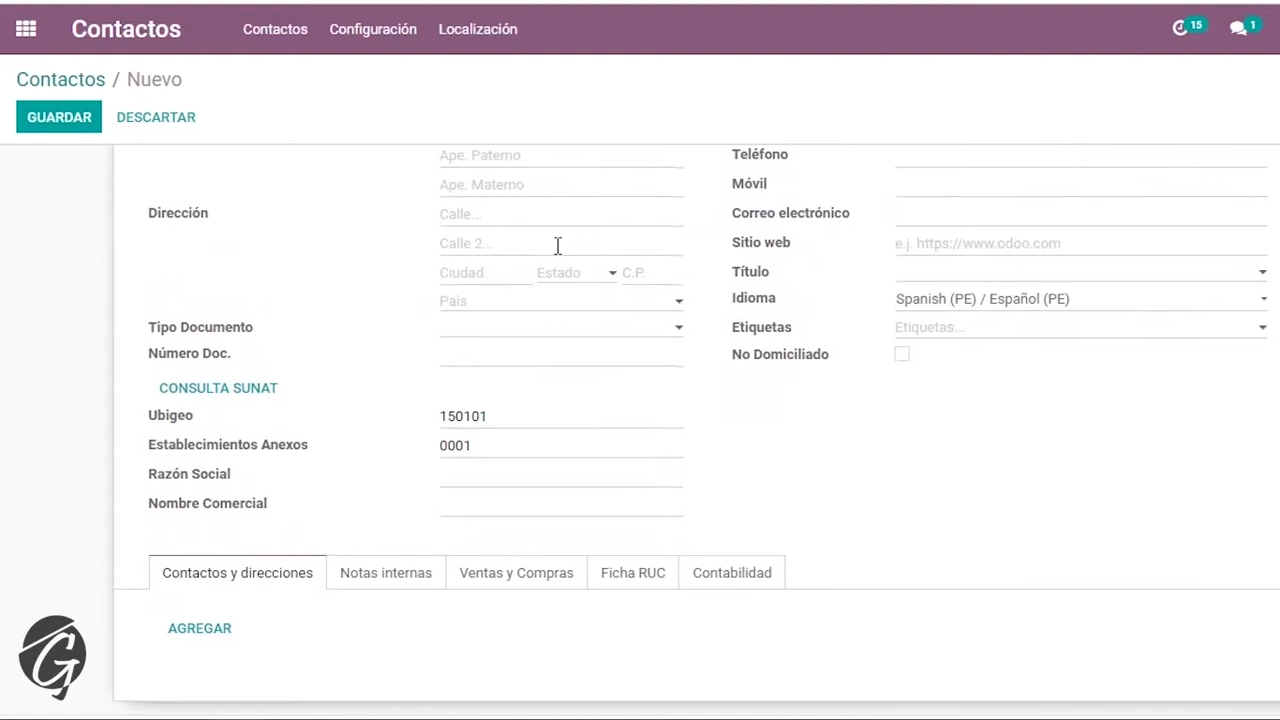 Contactos Contactos Configuración Localización 15 1
Contactos / Nuevo
GUARDAR DESCARTAR
Ape. Paterno
Ape. Materno
Dirección Calle...
Calle 2...
Ciudad Estado C.P.
País
Tipo Documento
Número Doc.
CONSULTA SUNAT
Ubigeo 150101
Establecimientos Anexos 0001
Razón Social
Nombre Comercial
Teléfono
Móvil
Correo electrónico
Sitio web e.j. https://www.odoo.com
Título
Idioma Spanish (PE) / Español (PE)
Etiquetas Etiquetas...
No Domiciliado
Contactos y direcciones Notas internas Ventas y Compras Ficha RUC Contabilidad
AGREGAR
G